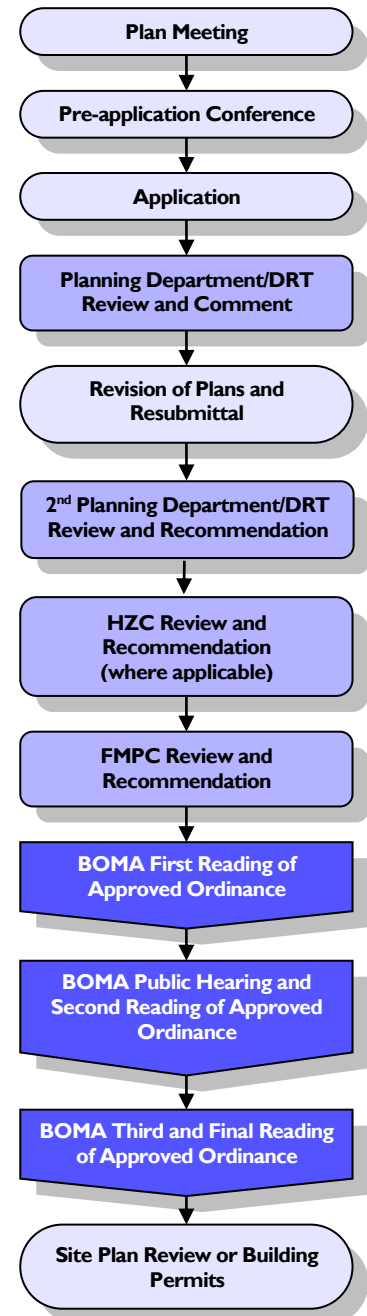 Plan Meeting
Pre-application Conference
Application
Planning Department/DRT
Review and Comment
Revision of Plans and
Resubmittal
2nd Planning Department/DRT
Review and Recommendation
HZC Review and
Recommendation
(where applicable)
FMPC Review and
Recommendation
BOMA First Reading of
Approved Ordinance
BOMA Public Hearing and
Second Reading of Approved
Ordinance
BOMA Third and Final Reading
of Approved Ordinance
Site Plan Review or Building
Permits